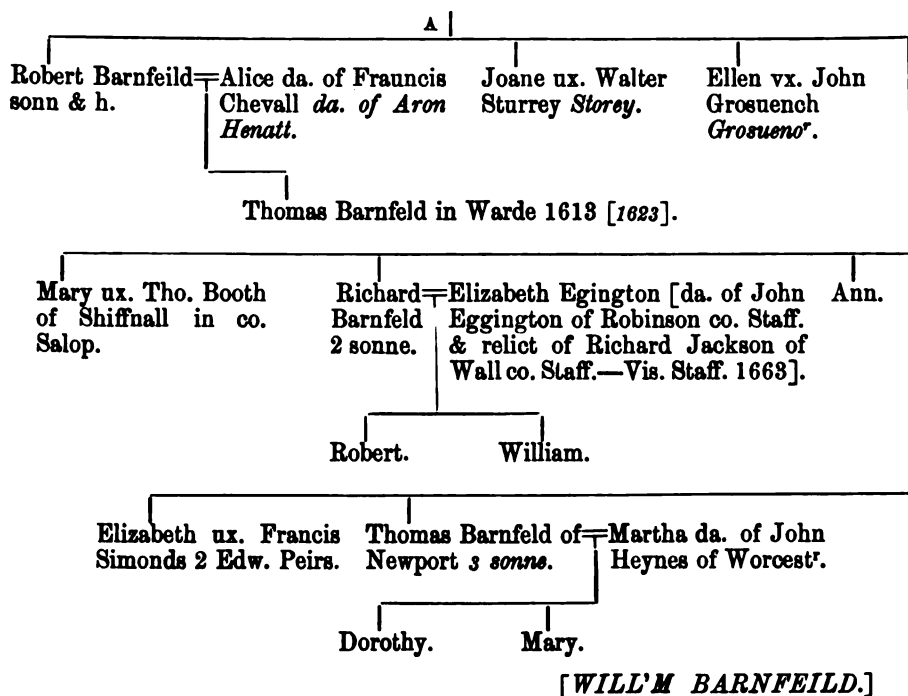 A
Robert Barnfeild
sonn & h.
Alice da. of Frauncis
Chevall da. of Aron
Henatt.
Joane ux. Walter
Sturrey Storey.
Ellen vx. John
Grosuench
Grosueno^r.
Thomas Barnfeld in Warde 1613 [1623].
Mary ux. Tho. Booth
of Shiffnall in co.
Salop.
Richard
Barnfeld
2 sonne.
Elizabeth Egington [da. of John
Eggington of Robinson co. Staff.
& relict of Richard Jackson of
Wall co. Staff.—Vis. Staff. 1663].
Ann.
Robert.
William.
Elizabeth ux. Francis
Simonds 2 Edw. Peirs.
Thomas Barnfeld of
Newport 3 sonne.
Martha da. of John
Heynes of Worcest^r.
Dorothy.
Mary.
[WILL'M BARNFEILD.]